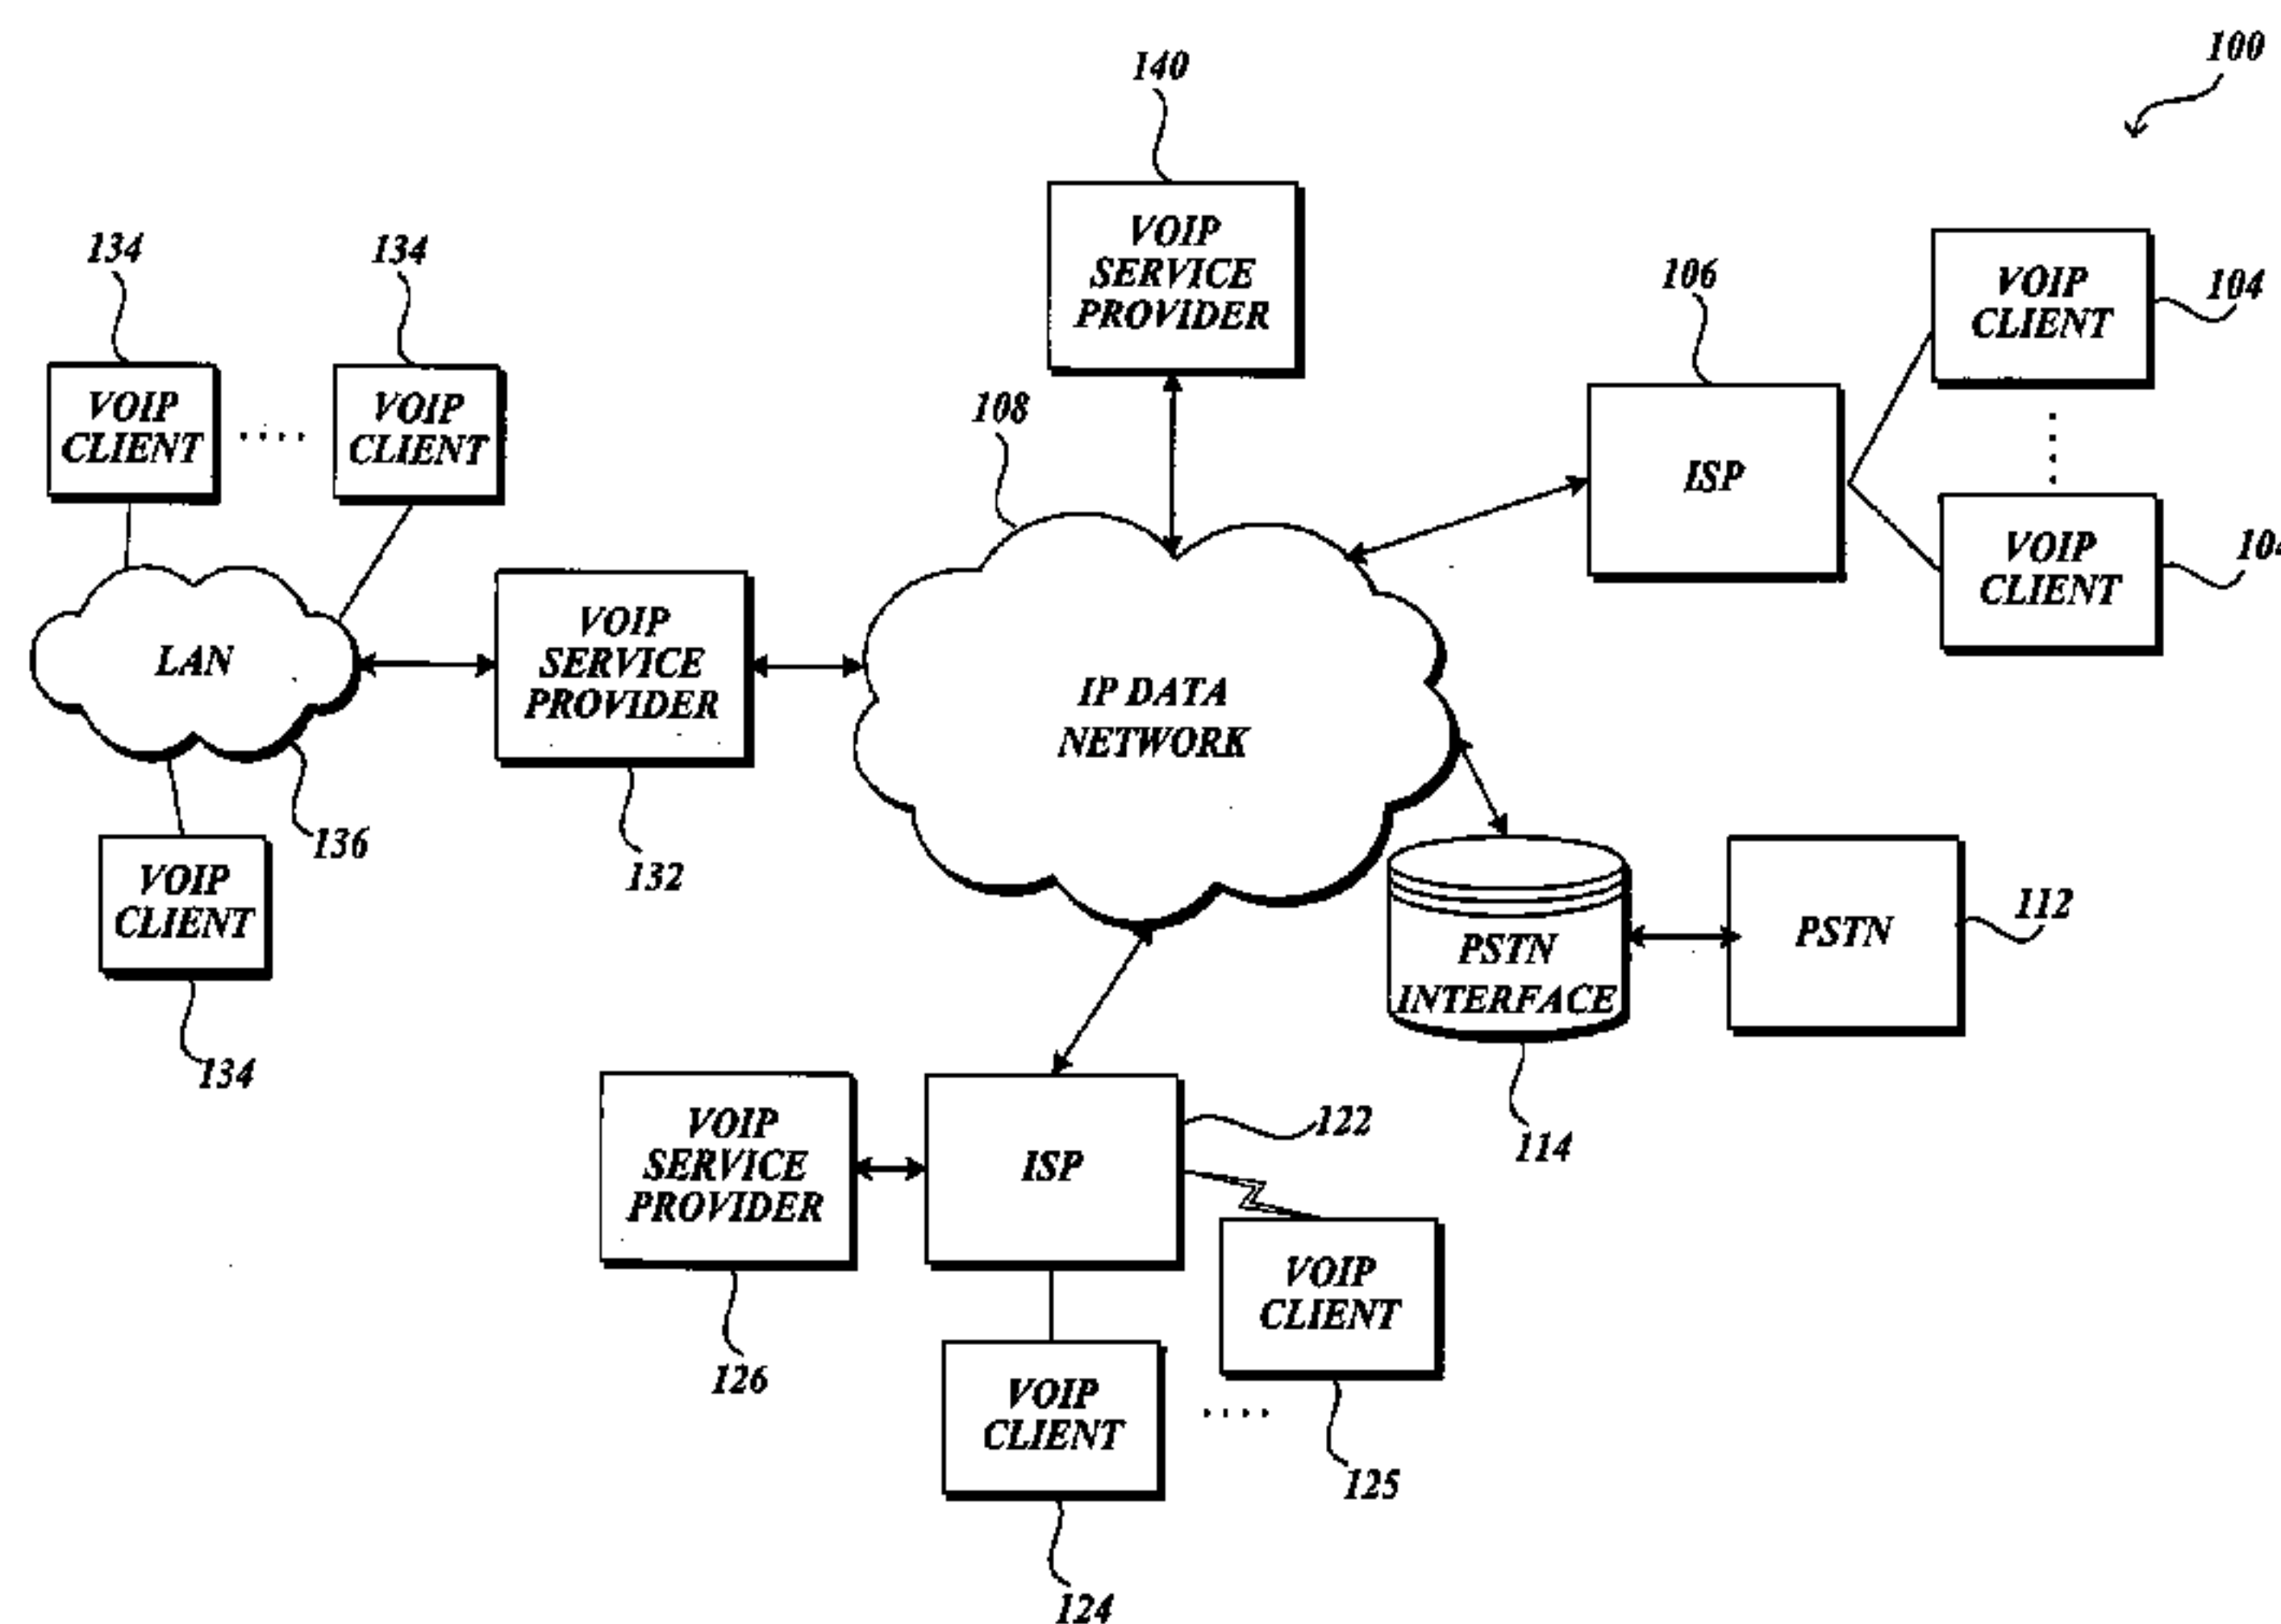 100
140
VOIP
SERVICE
PROVIDER
134
134
106
VOIP
CLIENT
104
VOIP
CLIENT
....
VOIP
CLIENT
108
ISP
VOIP
CLIENT
LAN
VOIP
SERVICE
PROVIDER
IP DATA
NETWORK
136
132
VOIP
CLIENT
134
PSTN
INTERFACE
PSTN
112
114
VOIP
SERVICE
PROVIDER
ISP
122
126
VOIP
CLIENT
125
VOIP
CLIENT
....
124